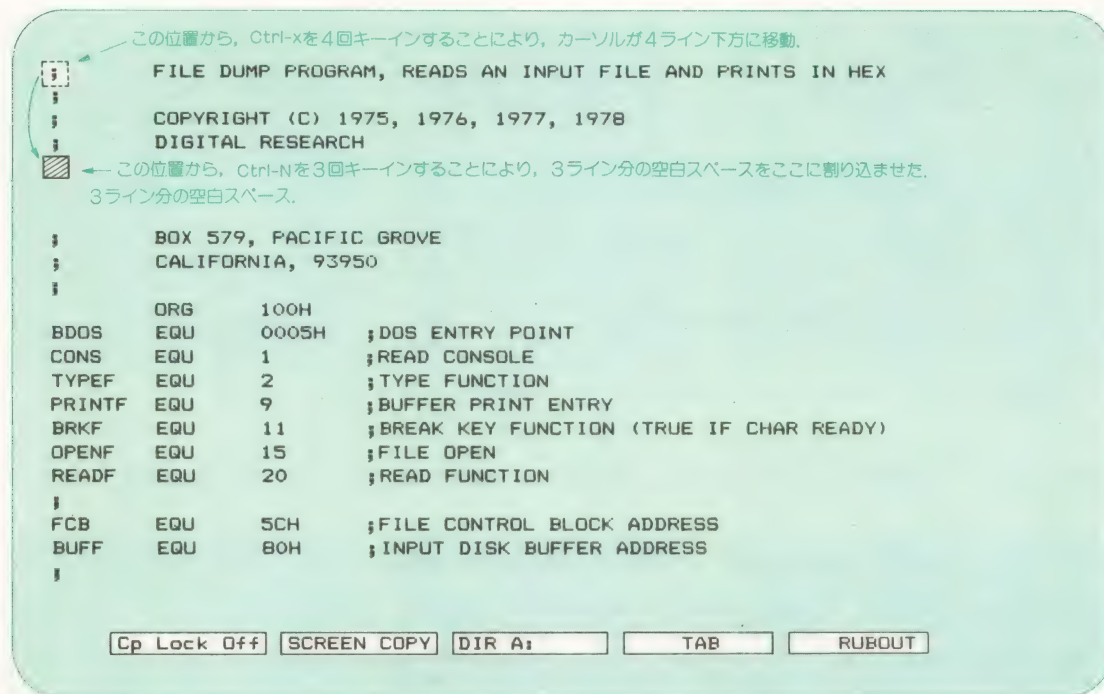 この位置から，Ctrl-xを4回キーインすることにより，カーソルが4ライン下方に移動．
; FILE DUMP PROGRAM, READS AN INPUT FILE AND PRINTS IN HEX
;
; COPYRIGHT (C) 1975, 1976, 1977, 1978
; DIGITAL RESEARCH
この位置から，Ctrl-Nを3回キーインすることにより，3ライン分の空白スペースをここに割り込ませた．
3ライン分の空白スペース．
; BOX 579, PACIFIC GROVE
; CALIFORNIA, 93950
;
ORG 100H
BDOS EQU 0005H ;DOS ENTRY POINT
CONS EQU 1 ;READ CONSOLE
TYPEF EQU 2 ;TYPE FUNCTION
PRINTF EQU 9 ;BUFFER PRINT ENTRY
BRKF EQU 11 ;BREAK KEY FUNCTION (TRUE IF CHAR READY)
OPENF EQU 15 ;FILE OPEN
READF EQU 20 ;READ FUNCTION
;
FCB EQU 5CH ;FILE CONTROL BLOCK ADDRESS
BUFF EQU 80H ;INPUT DISK BUFFER ADDRESS
;
Cp Lock Off SCREEN COPY DIR A: TAB RUBOUT